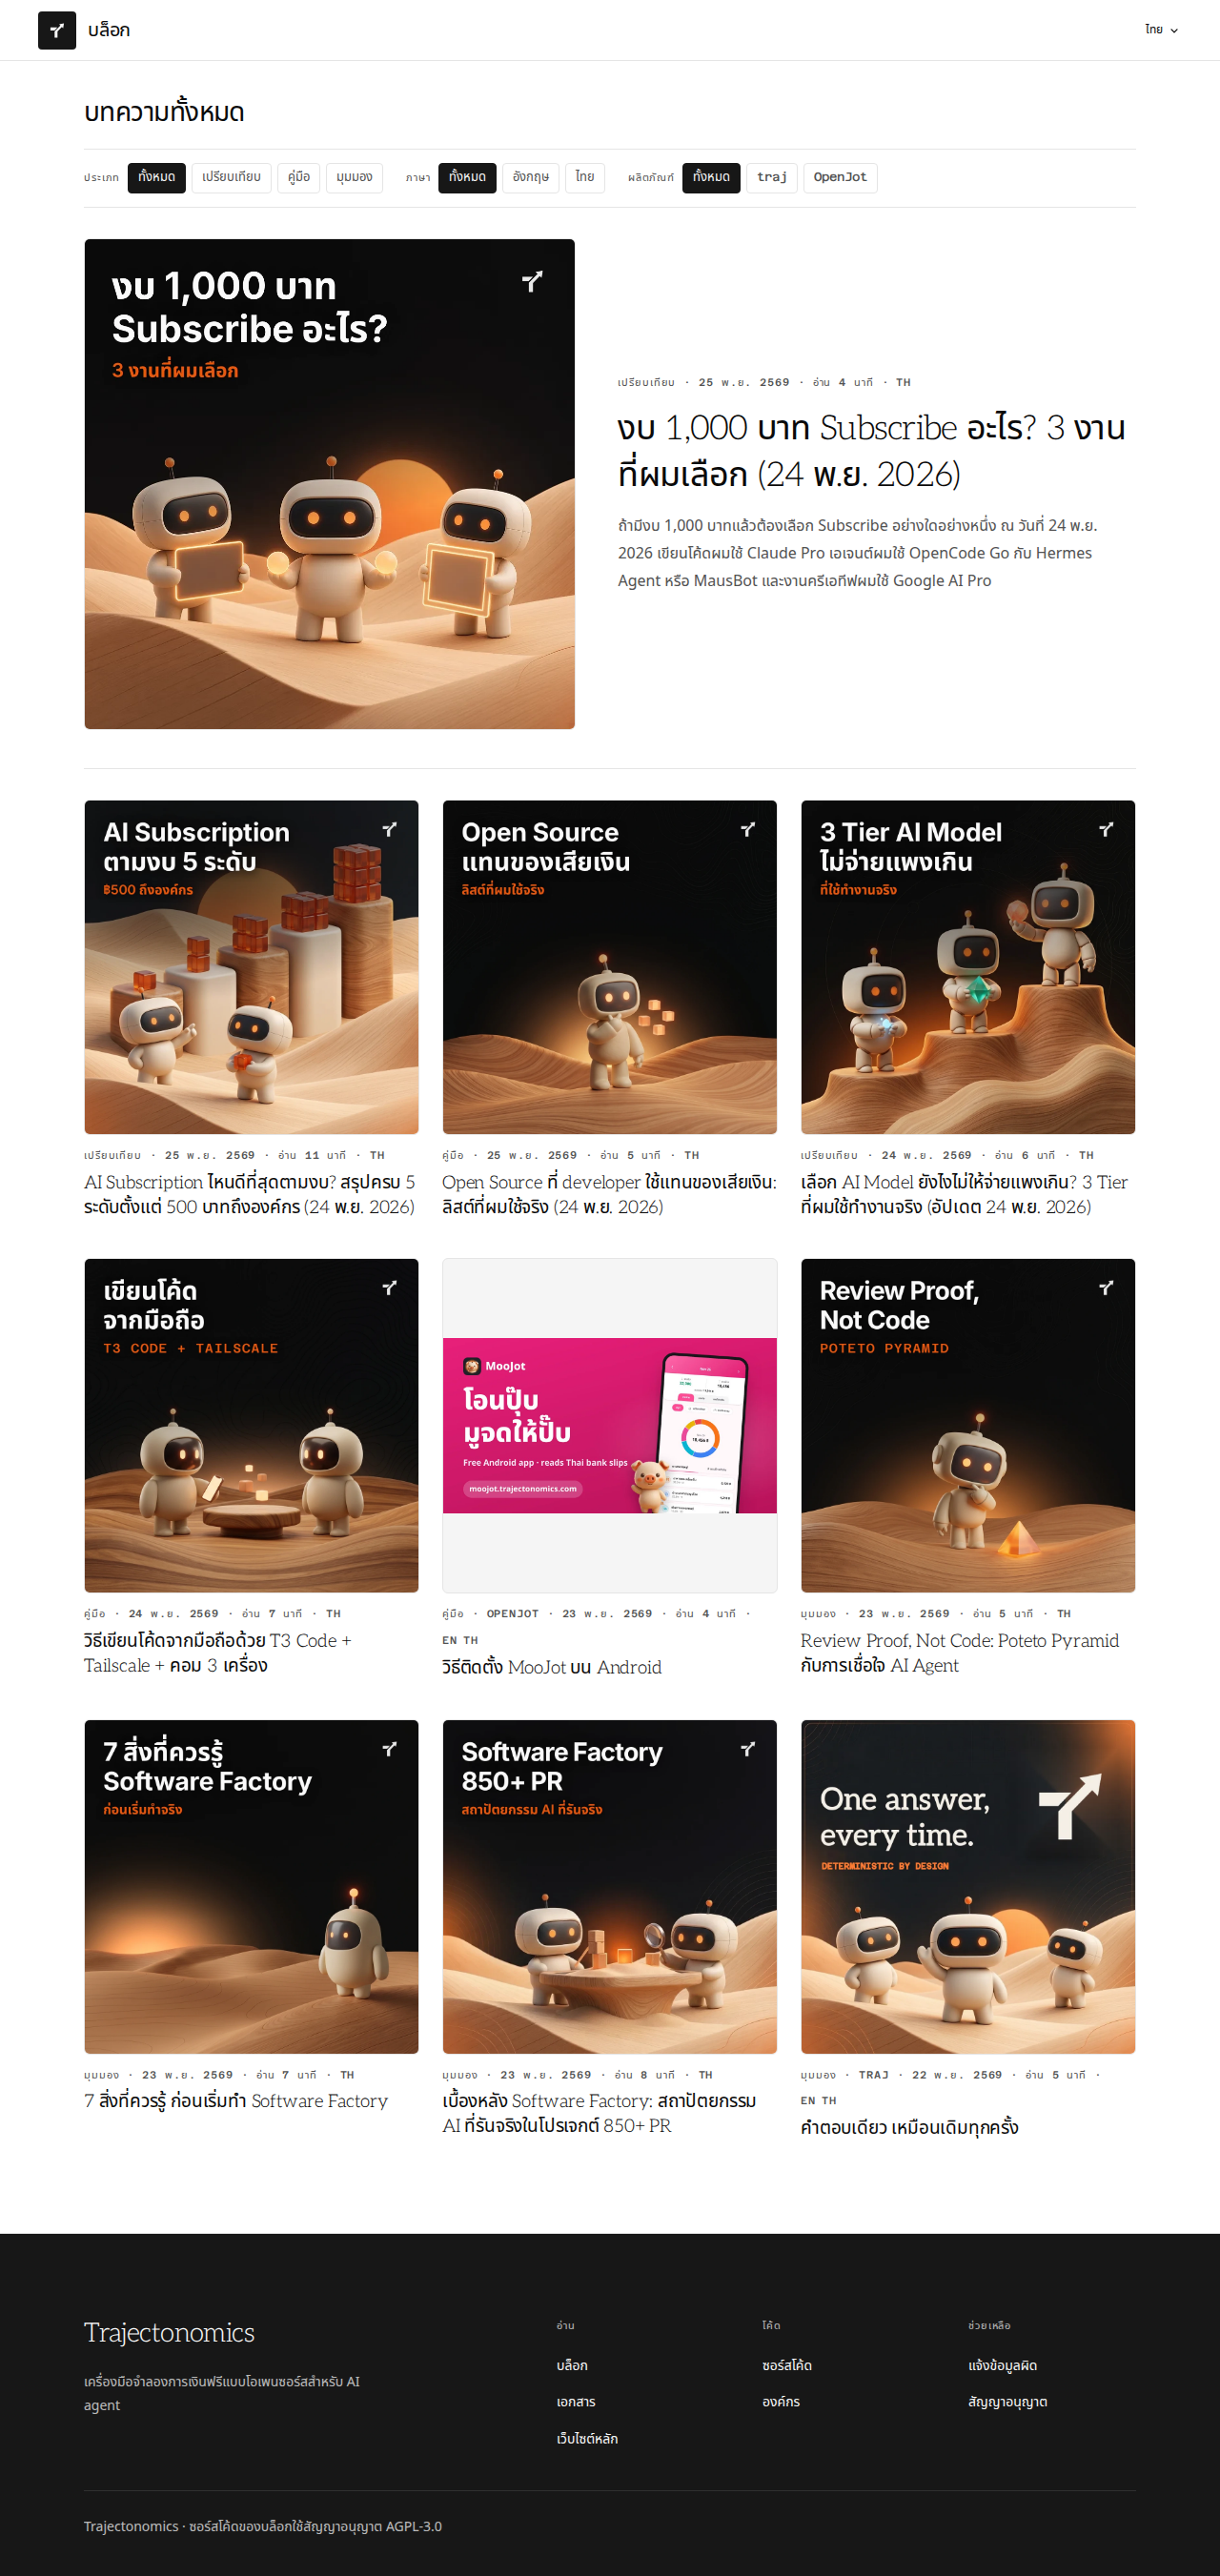 บล็อก
ไทย
บทความทั้งหมด
ประเภท ทั้งหมด เปรียบเทียบ คู่มือ มุมมอง ภาษา ทั้งหมด อังกฤษ ไทย ผลิตภัณฑ์ ทั้งหมด traj OpenJot
งบ 1,000 บาท
Subscribe อะไร?
3 งานที่ผมเลือก
เปรียบเทียบ · 25 พ.ย. 2569 · อ่าน 4 นาที · TH
งบ 1,000 บาท Subscribe อะไร? 3 งาน
ที่ผมเลือก (24 พ.ย. 2026)
ถ้ามีงบ 1,000 บาทแล้วต้องเลือก Subscribe อย่างใดอย่างหนึ่ง ณ วันที่ 24 พ.ย.
2026 เขียนโค้ดผมใช้ Claude Pro เอเจนต์ผมใช้ OpenCode Go กับ Hermes
Agent หรือ MausBot และงานครีเอทีฟผมใช้ Google AI Pro
AI Subscription
ตามงบ 5 ระดับ
฿500 ถึงองค์กร
เปรียบเทียบ · 25 พ.ย. 2569 · อ่าน 11 นาที · TH
AI Subscription ไหนดีที่สุดตามงบ? สรุปครบ 5
ระดับตั้งแต่ 500 บาทถึงองค์กร (24 พ.ย. 2026)
Open Source
แทนของเสียเงิน
ลิสต์ที่ผมใช้จริง
คู่มือ · 25 พ.ย. 2569 · อ่าน 5 นาที · TH
Open Source ที่ developer ใช้แทนของเสียเงิน:
ลิสต์ที่ผมใช้จริง (24 พ.ย. 2026)
3 Tier AI Model
ไม่จ่ายแพงเกิน
ที่ใช้ทำงานจริง
เปรียบเทียบ · 24 พ.ย. 2569 · อ่าน 6 นาที · TH
เลือก AI Model ยังไงไม่ให้จ่ายแพงเกิน? 3 Tier
ที่ผมใช้ทำงานจริง (อัปเดต 24 พ.ย. 2026)
เขียนโค้ด
จากมือถือ
T3 CODE + TAILSCALE
คู่มือ · 24 พ.ย. 2569 · อ่าน 7 นาที · TH
วิธีเขียนโค้ดจากมือถือด้วย T3 Code +
Tailscale + คอม 3 เครื่อง
MooJot
โอนปุ๊บ
มูจดให้ปั๊บ
Free Android app · reads Thai bank slips
moojot.trajectonomics.com
คู่มือ · OPENJOT · 23 พ.ย. 2569 · อ่าน 4 นาที ·
EN TH
วิธีติดตั้ง MooJot บน Android
Review Proof,
Not Code
POTETO PYRAMID
มุมมอง · 23 พ.ย. 2569 · อ่าน 5 นาที · TH
Review Proof, Not Code: Poteto Pyramid
กับการเชื่อใจ AI Agent
7 สิ่งที่ควรรู้
Software Factory
ก่อนเริ่มทำจริง
มุมมอง · 23 พ.ย. 2569 · อ่าน 7 นาที · TH
7 สิ่งที่ควรรู้ ก่อนเริ่มทำ Software Factory
Software Factory
850+ PR
สถาปัตยกรรม AI ที่รันจริง
มุมมอง · 23 พ.ย. 2569 · อ่าน 8 นาที · TH
เบื้องหลัง Software Factory: สถาปัตยกรรม
AI ที่รันจริงในโปรเจกต์ 850+ PR
One answer,
every time.
DETERMINISTIC BY DESIGN
มุมมอง · TRAJ · 22 พ.ย. 2569 · อ่าน 5 นาที ·
EN TH
คำตอบเดียว เหมือนเดิมทุกครั้ง
Trajectonomics
เครื่องมือจำลองการเงินฟรีแบบโอเพนซอร์สสำหรับ AI
agent
อ่าน
บล็อก
เอกสาร
เว็บไซต์หลัก
โค้ด
ซอร์สโค้ด
องค์กร
ช่วยเหลือ
แจ้งข้อมูลผิด
สัญญาอนุญาต
Trajectonomics · ซอร์สโค้ดของบล็อกใช้สัญญาอนุญาต AGPL-3.0